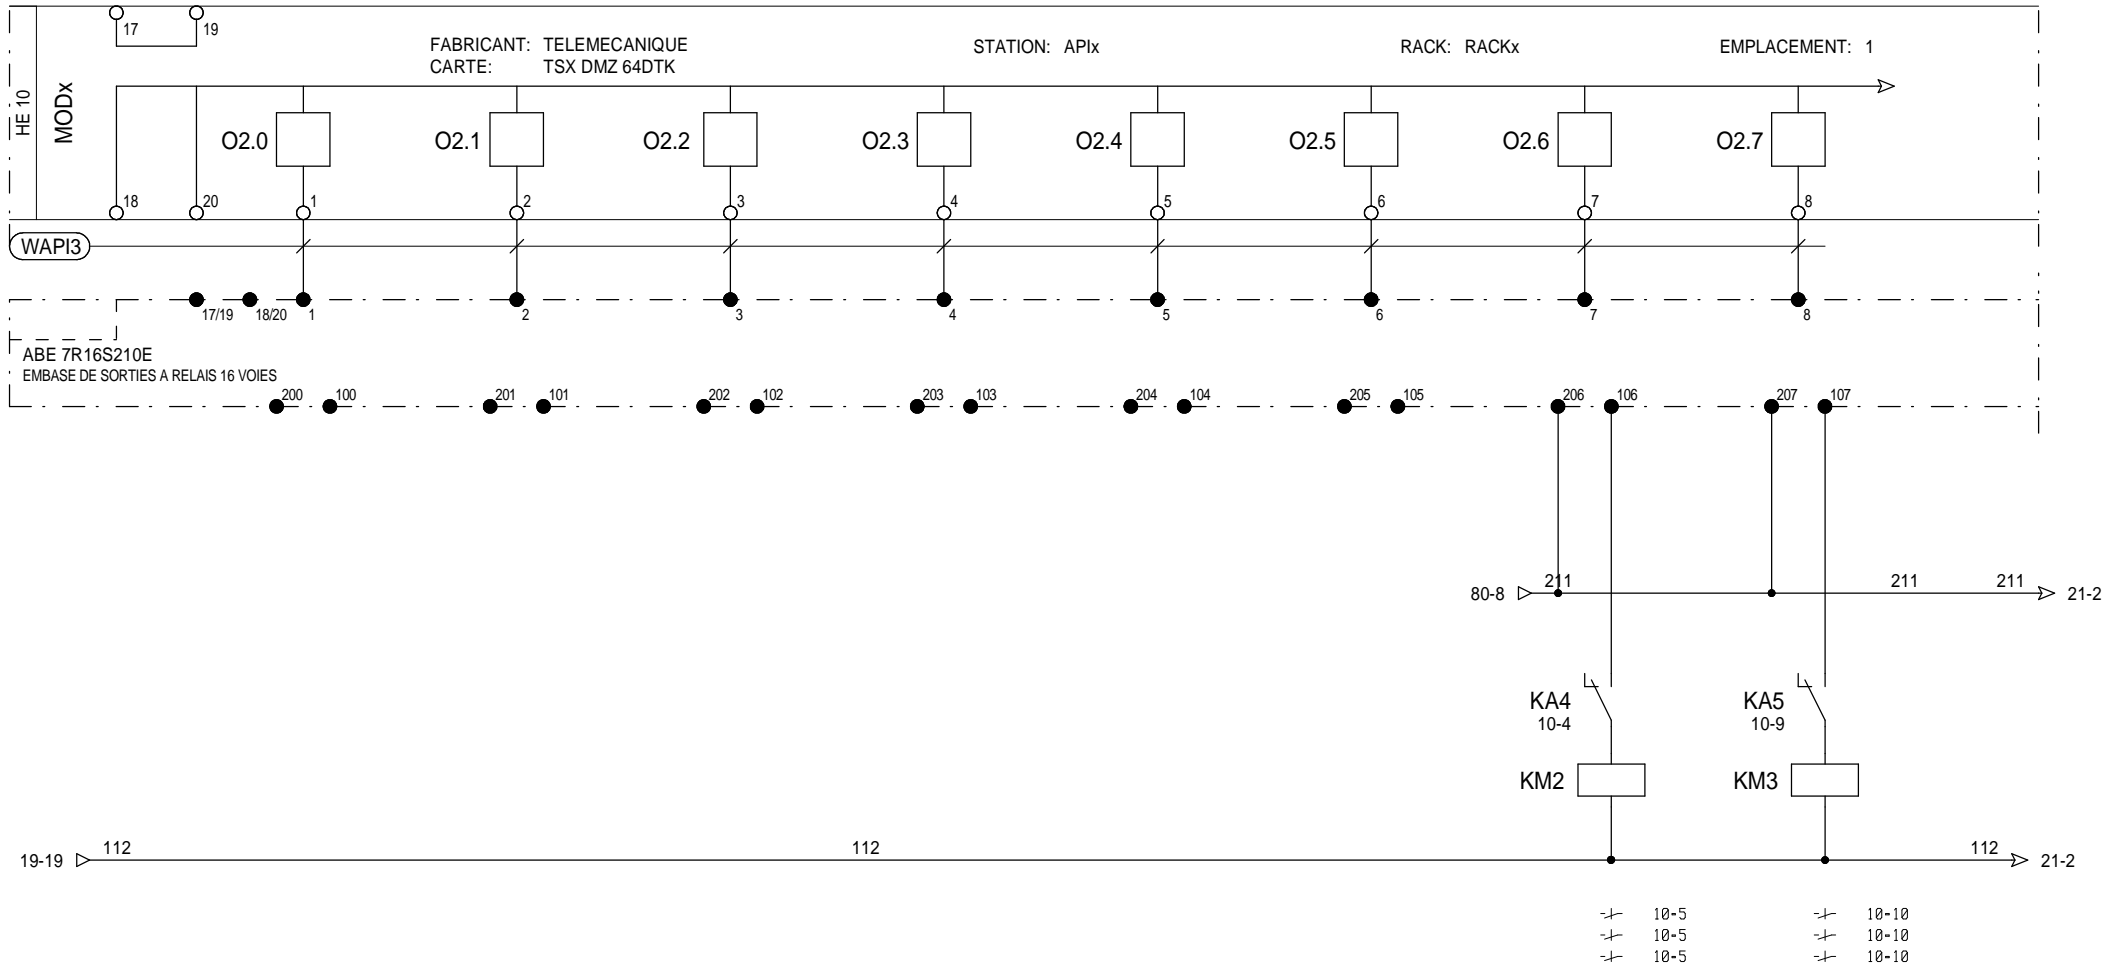 17 19
FABRICANT: TELEMECANIQUE STATION: APIx RACK: RACKx EMPLACEMENT: 1
CARTE: TSX DMZ 64DTK
HE 10
MODx
O2.0 O2.1 O2.2 O2.3 O2.4 O2.5 O2.6 O2.7
18 20 1 2 3 4 5 6 7 8
WAPI3
17/19 18/20 1 2 3 4 5 6 7 8
ABE 7R16S210E
EMBASE DE SORTIES A RELAIS 16 VOIES
200 100 201 101 202 102 203 103 204 104 205 105 206 106 207 107
80-8 211 211 211 21-2
KA4 KA5
10-4 10-9
KM2 KM3
19-19 112 112 112 21-2
10-5 10-10
10-5 10-10
10-5 10-10